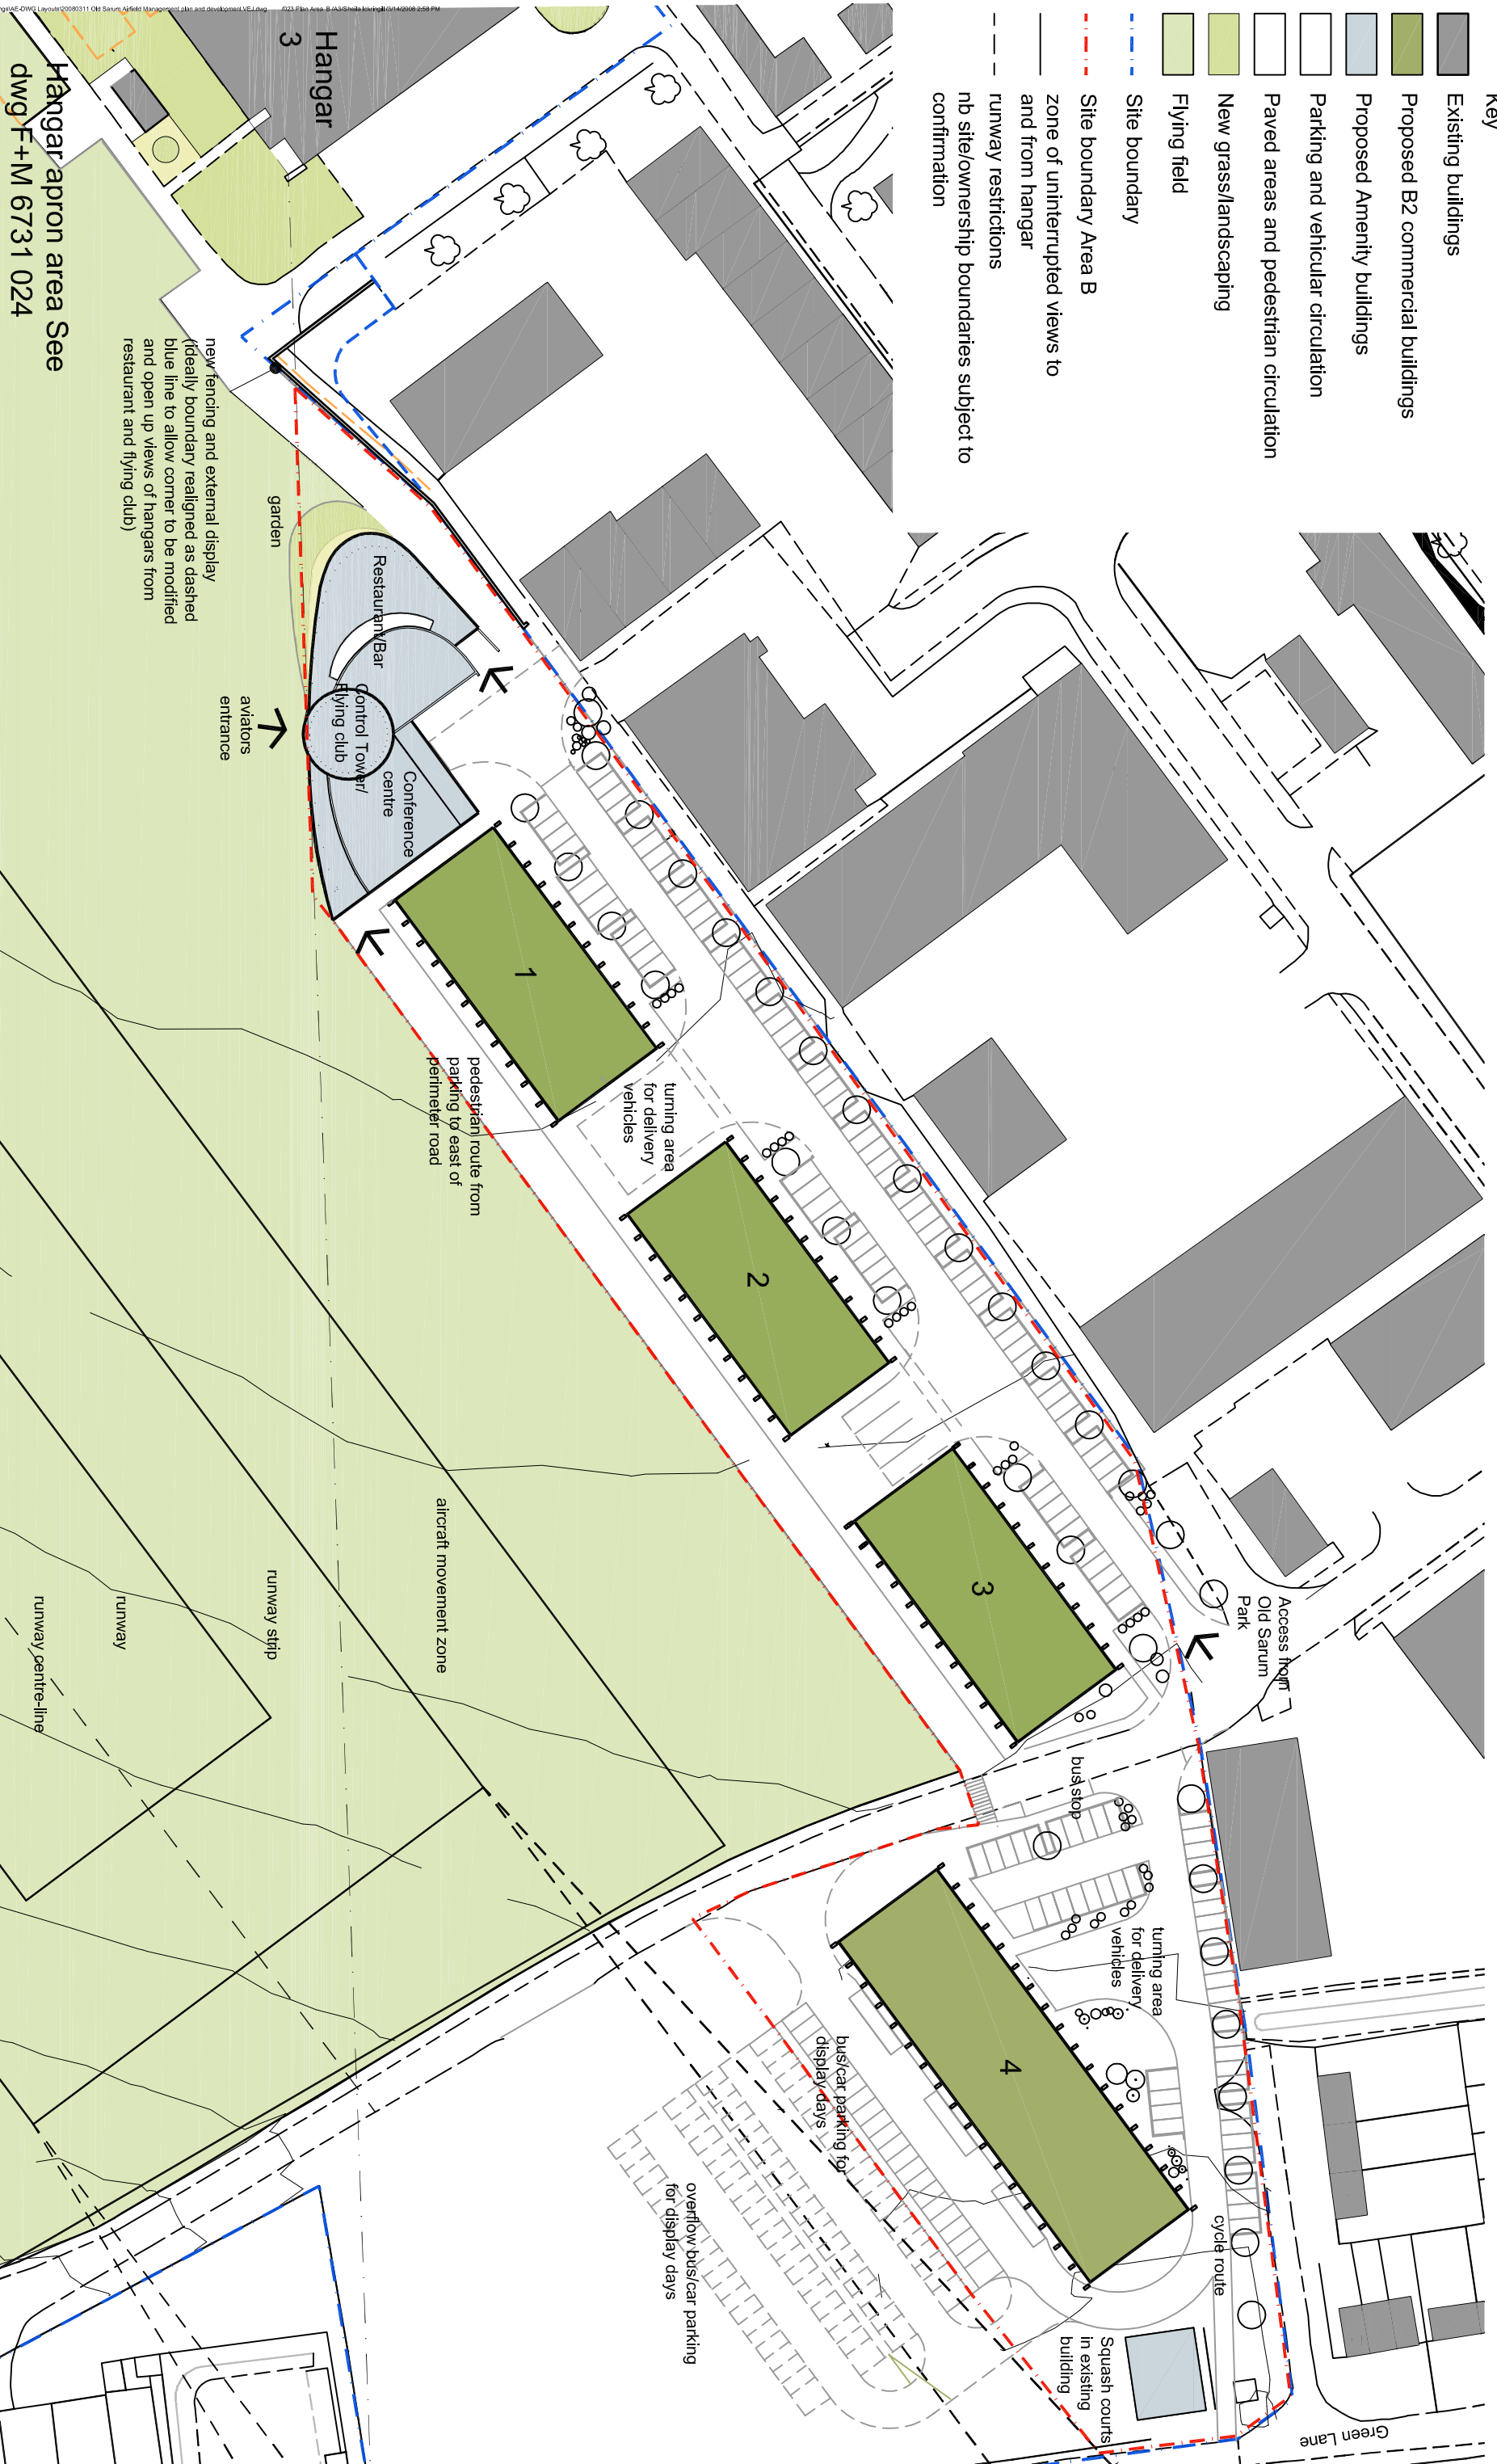 Key
Existing buildings
Proposed B2 commercial buildings
Proposed Amenity buildings
Parking and vehicular circulation
Paved areas and pedestrian circulation
New grass/landscaping
Flying field
Site boundary
Site boundary Area B
zone of uninterrupted views to
and from hangar
runway restrictions
nb site/ownership boundaries subject to
confirmation
Hangar
3
Hangar apron area See
dwg F+M 6731 024
new fencing and external display
(ideally boundary realigned as dashed
blue line to allow corner to be modified
and open up views of hangars from
restaurant and flying club)
garden
Restaurant/Bar
Control Tower/
Flying club
aviators
entrance
Conference
centre
1
pedestrian route from
parking to east of
perimeter road
turning area
for delivery
vehicles
2
3
Access from
Old Sarum
Park
bus stop
aircraft movement zone
runway strip
runway
runway centre-line
turning area
for delivery
vehicles
4
bus/car parking for
display days
overflow bus/car parking
for display days
cycle route
Squash courts
in existing
building
Green Lane